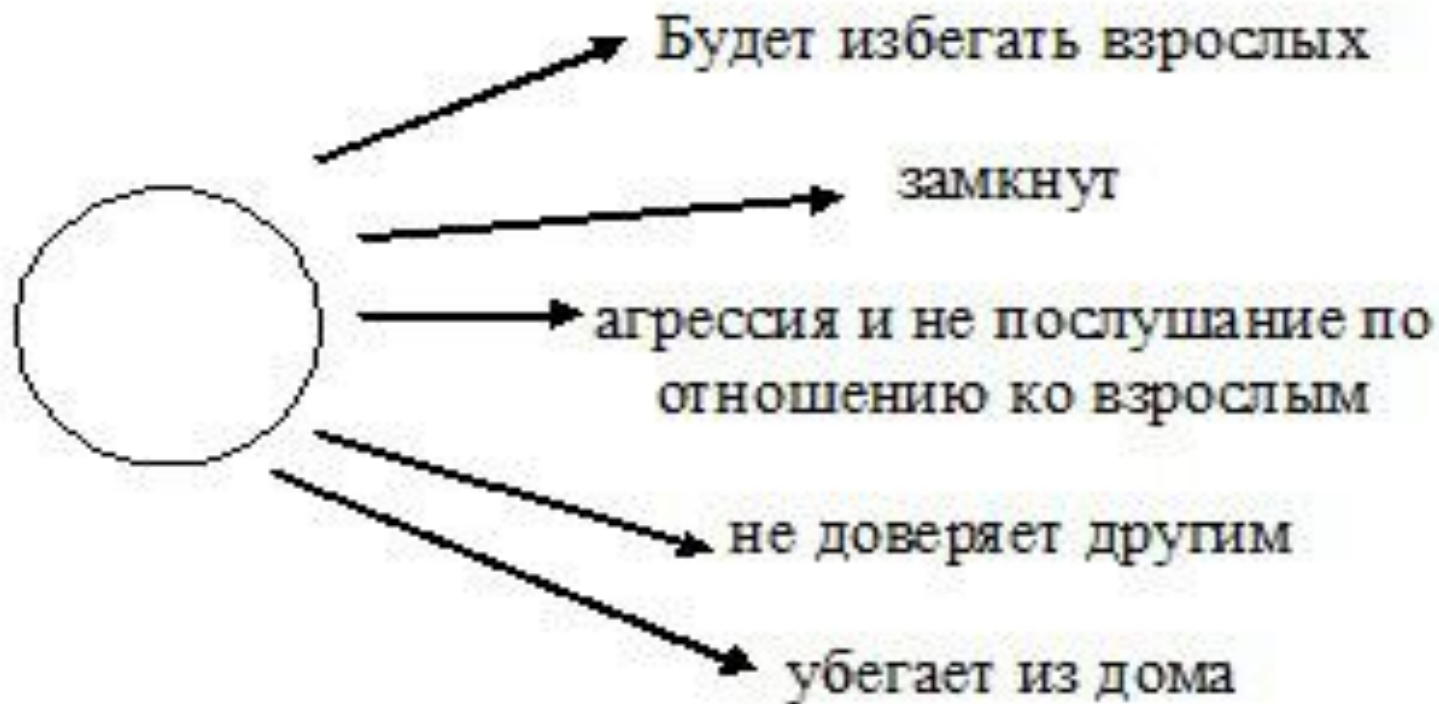 Будет избегать взрослых
замкнут
агрессия и не послушание по
отношению ко взрослым
не доверяет другим
убегает из дома